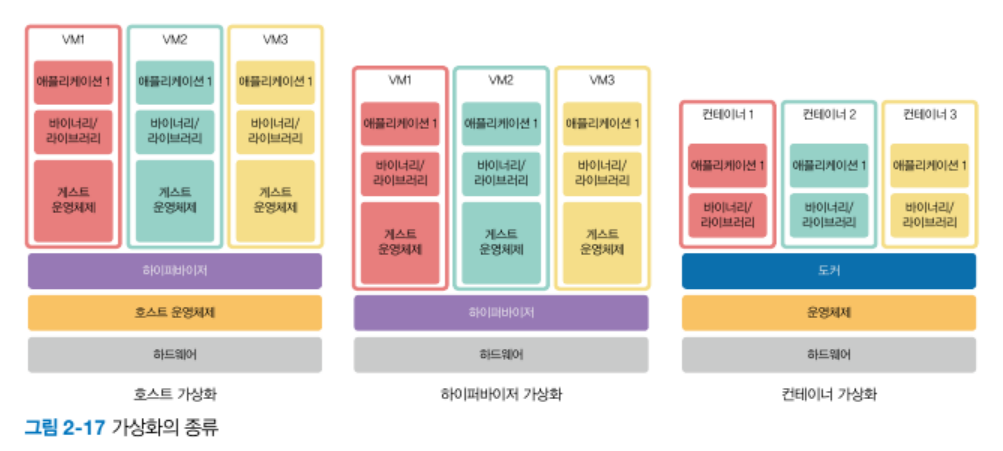 VM1
애플리케이션 1
바이너리/
라이브러리
게스트
운영체제
VM2
애플리케이션 1
바이너리/
라이브러리
게스트
운영체제
VM3
애플리케이션 1
바이너리/
라이브러리
게스트
운영체제
하이퍼바이저
호스트 운영체제
하드웨어
호스트 가상화
VM1
애플리케이션 1
바이너리/
라이브러리
게스트
운영체제
VM2
애플리케이션 1
바이너리/
라이브러리
게스트
운영체제
VM3
애플리케이션 1
바이너리/
라이브러리
게스트
운영체제
하이퍼바이저
하드웨어
하이퍼바이저 가상화
컨테이너 1
애플리케이션 1
바이너리/
라이브러리
컨테이너 2
애플리케이션 1
바이너리/
라이브러리
컨테이너 3
애플리케이션 1
바이너리/
라이브러리
도커
운영체제
하드웨어
컨테이너 가상화
그림 2-17 가상화의 종류